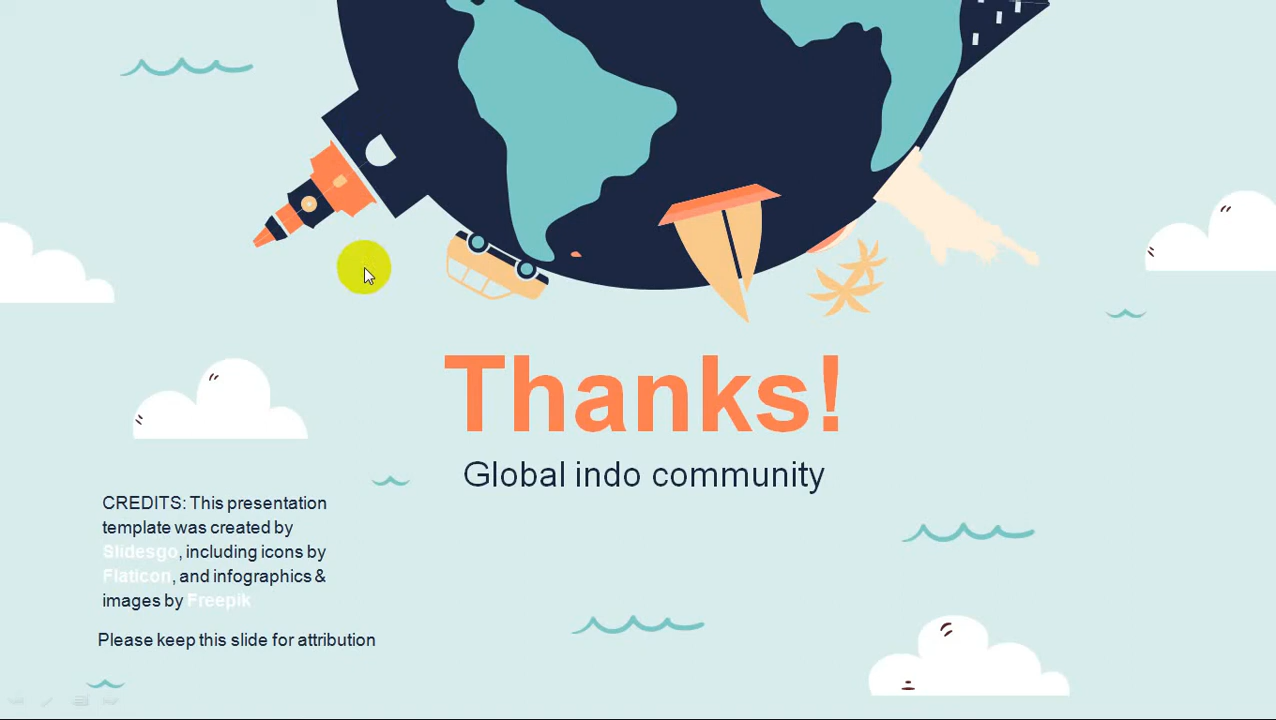 Thanks!
Global indo community
CREDITS: This presentation
template was created by
Slidesgo, including icons by
Flaticon, and infographics &
images by Freepik
Please keep this slide for attribution